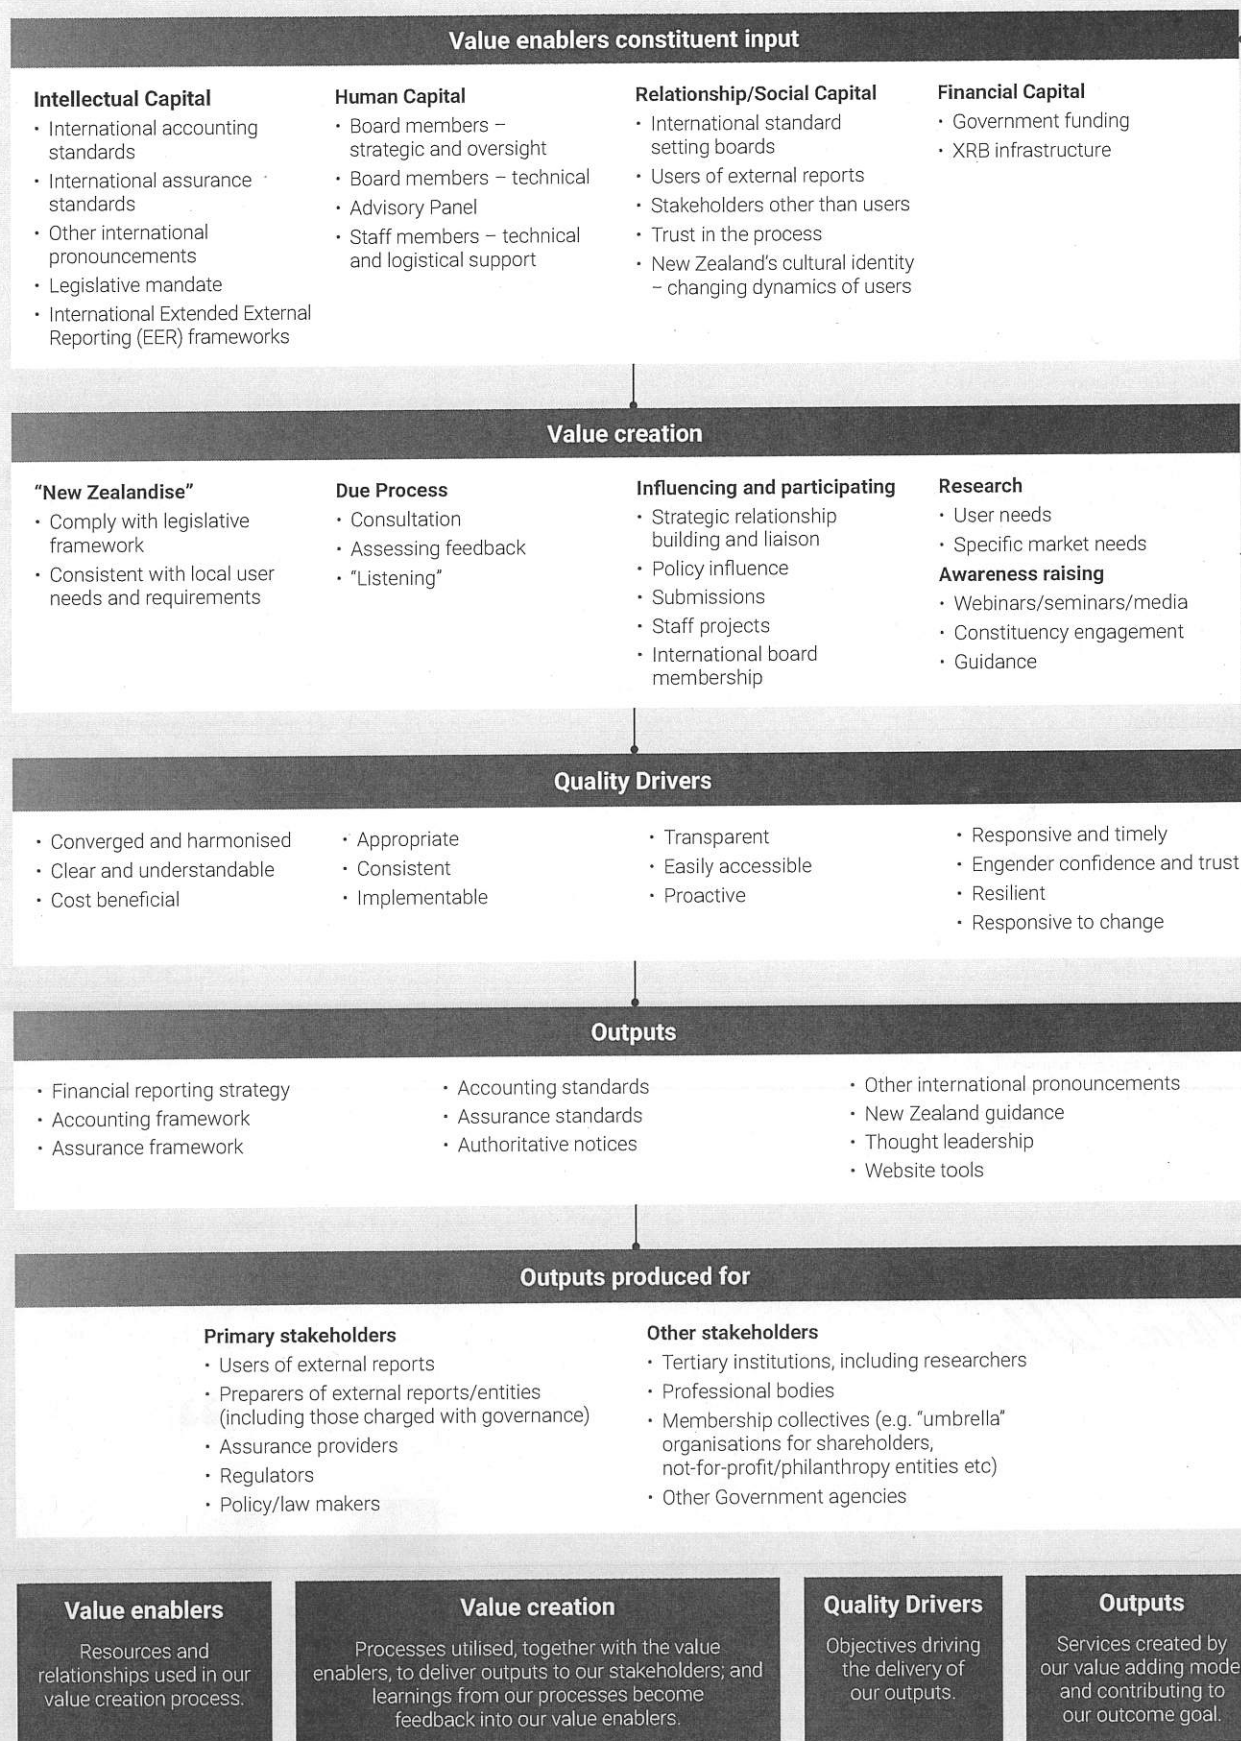 Value enablers constituent input
Intellectual Capital
· International accounting
standards
· International assurance
standards
· Other international
pronouncements
· Legislative mandate
· International Extended External
Reporting (EER) frameworks
Human Capital
· Board members –
strategic and oversight
· Board members – technical
· Advisory Panel
· Staff members – technical
and logistical support
Relationship/Social Capital
· International standard
setting boards
· Users of external reports
· Stakeholders other than users
· Trust in the process
· New Zealand's cultural identity
– changing dynamics of users
Financial Capital
· Government funding
· XRB infrastructure
Value creation
“New Zealandise”
· Comply with legislative
framework
· Consistent with local user
needs and requirements
Due Process
· Consultation
· Assessing feedback
· “Listening”
Influencing and participating
· Strategic relationship
building and liaison
· Policy influence
· Submissions
· Staff projects
· International board
membership
Research
· User needs
· Specific market needs
Awareness raising
· Webinars/seminars/media
· Constituency engagement
· Guidance
Quality Drivers
· Converged and harmonised
· Clear and understandable
· Cost beneficial
· Appropriate
· Consistent
· Implementable
· Transparent
· Easily accessible
· Proactive
· Responsive and timely
· Engender confidence and trust
· Resilient
· Responsive to change
Outputs
· Financial reporting strategy
· Accounting framework
· Assurance framework
· Accounting standards
· Assurance standards
· Authoritative notices
· Other international pronouncements
· New Zealand guidance
· Thought leadership
· Website tools
Outputs produced for
Primary stakeholders
· Users of external reports
· Preparers of external reports/entities
(including those charged with governance)
· Assurance providers
· Regulators
· Policy/law makers
Other stakeholders
· Tertiary institutions, including researchers
· Professional bodies
· Membership collectives (e.g. “umbrella”
organisations for shareholders,
not-for-profit/philanthropy entities etc)
· Other Government agencies
Value enablers
Resources and
relationships used in our
value creation process.
Value creation
Processes utilised, together with the value
enablers, to deliver outputs to our stakeholders; and
learnings from our processes become
feedback into our value enablers.
Quality Drivers
Objectives driving
the delivery of
our outputs.
Outputs
Services created by
our value adding mode
and contributing to
our outcome goal.